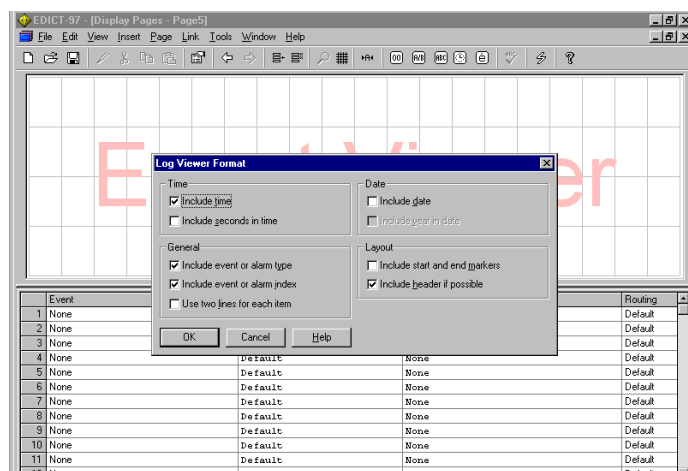 EDICT-97 - [Display Pages - Page5]
File Edit View Insert Page Link Tools Window Help
Log Viewer Format
Time
Include time
Include seconds in time
Date
Include date
Include year in date
General
Include event or alarm type
Include event or alarm index
Use two lines for each item
Layout
Include start and end markers
Include header if possible
OK Cancel Help
Event Routing
1 None Default
2 None Default
3 None Default
4 None Default None Default
5 None Default None Default
6 None Default None Default
7 None Default None Default
8 None Default None Default
9 None Default None Default
10 None Default None Default
11 None Default None Default